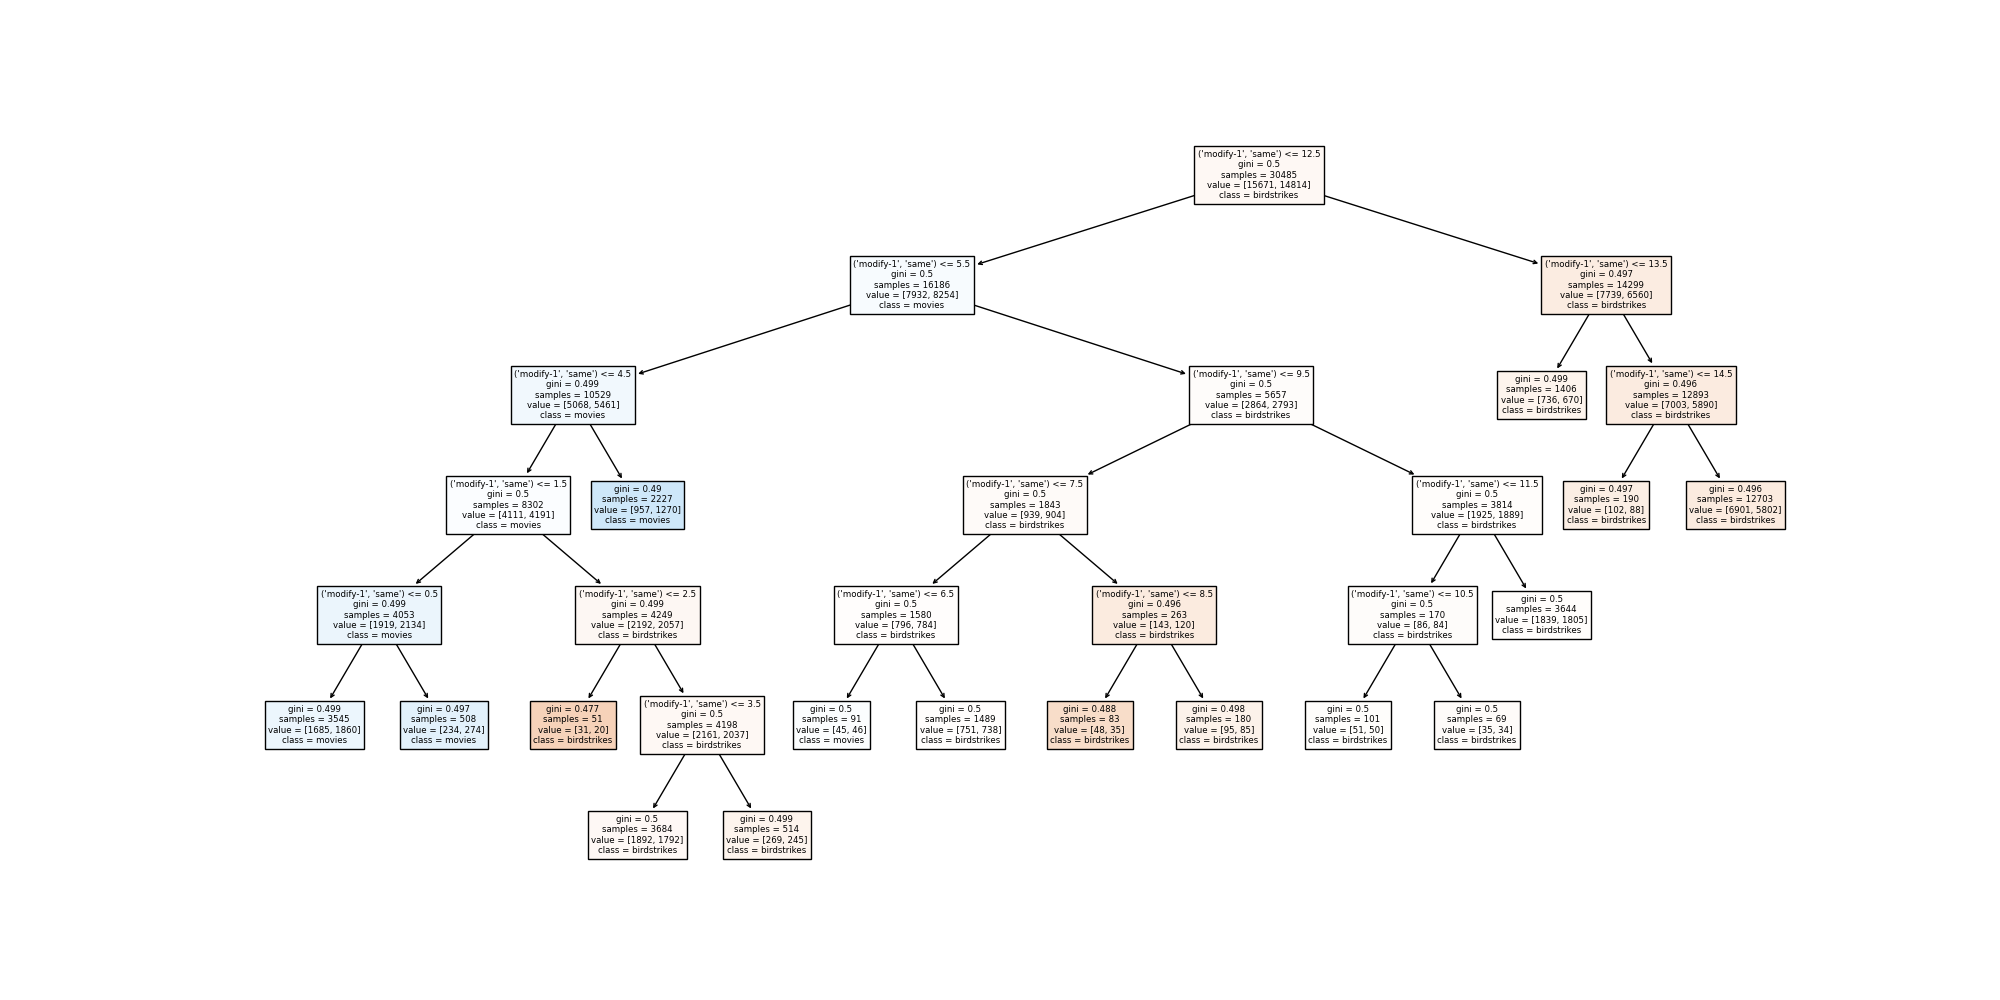 ('modify-1', 'same') <= 12.5
gini = 0.5
samples = 30485
value = [15671, 14814]
class = birdstrikes
('modify-1', 'same') <= 5.5
gini = 0.5
samples = 16186
value = [7932, 8254]
class = movies
('modify-1', 'same') <= 13.5
gini = 0.497
samples = 14299
value = [7739, 6560]
class = birdstrikes
('modify-1', 'same') <= 4.5
gini = 0.499
samples = 10529
value = [5068, 5461]
class = movies
('modify-1', 'same') <= 9.5
gini = 0.5
samples = 5657
value = [2864, 2793]
class = birdstrikes
gini = 0.499
samples = 1406
value = [736, 670]
class = birdstrikes
('modify-1', 'same') <= 14.5
gini = 0.496
samples = 12893
value = [7003, 5890]
class = birdstrikes
('modify-1', 'same') <= 1.5
gini = 0.5
samples = 8302
value = [4111, 4191]
class = movies
gini = 0.49
samples = 2227
value = [957, 1270]
class = movies
('modify-1', 'same') <= 7.5
gini = 0.5
samples = 1843
value = [939, 904]
class = birdstrikes
('modify-1', 'same') <= 11.5
gini = 0.5
samples = 3814
value = [1925, 1889]
class = birdstrikes
gini = 0.497
samples = 190
value = [102, 88]
class = birdstrikes
gini = 0.496
samples = 12703
value = [6901, 5802]
class = birdstrikes
('modify-1', 'same') <= 0.5
gini = 0.499
samples = 4053
value = [1919, 2134]
class = movies
('modify-1', 'same') <= 2.5
gini = 0.499
samples = 4249
value = [2192, 2057]
class = birdstrikes
('modify-1', 'same') <= 6.5
gini = 0.5
samples = 1580
value = [796, 784]
class = birdstrikes
('modify-1', 'same') <= 8.5
gini = 0.496
samples = 263
value = [143, 120]
class = birdstrikes
('modify-1', 'same') <= 10.5
gini = 0.5
samples = 170
value = [86, 84]
class = birdstrikes
gini = 0.5
samples = 3644
value = [1839, 1805]
class = birdstrikes
gini = 0.499
samples = 3545
value = [1685, 1860]
class = movies
gini = 0.497
samples = 508
value = [234, 274]
class = movies
gini = 0.477
samples = 51
value = [31, 20]
class = birdstrikes
('modify-1', 'same') <= 3.5
gini = 0.5
samples = 4198
value = [2161, 2037]
class = birdstrikes
gini = 0.5
samples = 91
value = [45, 46]
class = movies
gini = 0.5
samples = 1489
value = [751, 738]
class = birdstrikes
gini = 0.488
samples = 83
value = [48, 35]
class = birdstrikes
gini = 0.498
samples = 180
value = [95, 85]
class = birdstrikes
gini = 0.5
samples = 101
value = [51, 50]
class = birdstrikes
gini = 0.5
samples = 69
value = [35, 34]
class = birdstrikes
gini = 0.5
samples = 3684
value = [1892, 1792]
class = birdstrikes
gini = 0.499
samples = 514
value = [269, 245]
class = birdstrikes